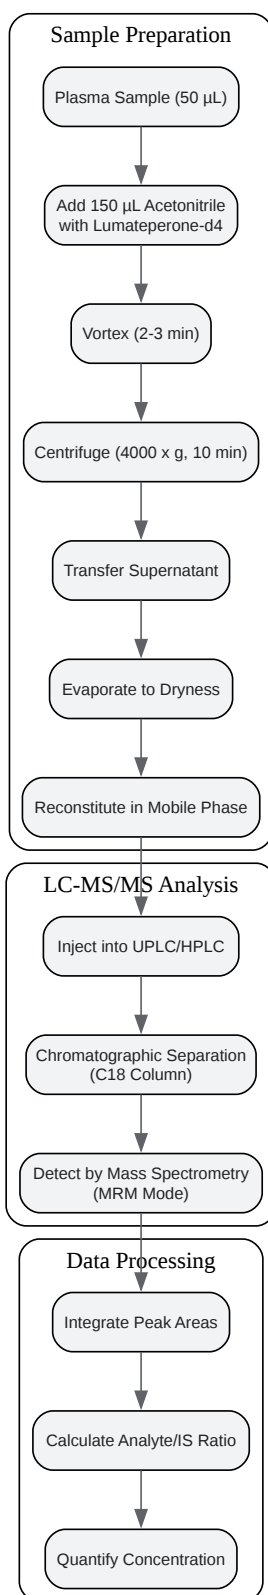 Sample Preparation
Plasma Sample (50 µL)
Add 150 µL Acetonitrile
with Lumateperone-d4
Vortex (2-3 min)
Centrifuge (4000 x g, 10 min)
Transfer Supernatant
Evaporate to Dryness
Reconstitute in Mobile Phase
LC-MS/MS Analysis
Inject into UPLC/HPLC
Chromatographic Separation
(C18 Column)
Detect by Mass Spectrometry
(MRM Mode)
Data Processing
Integrate Peak Areas
Calculate Analyte/IS Ratio
Quantify Concentration